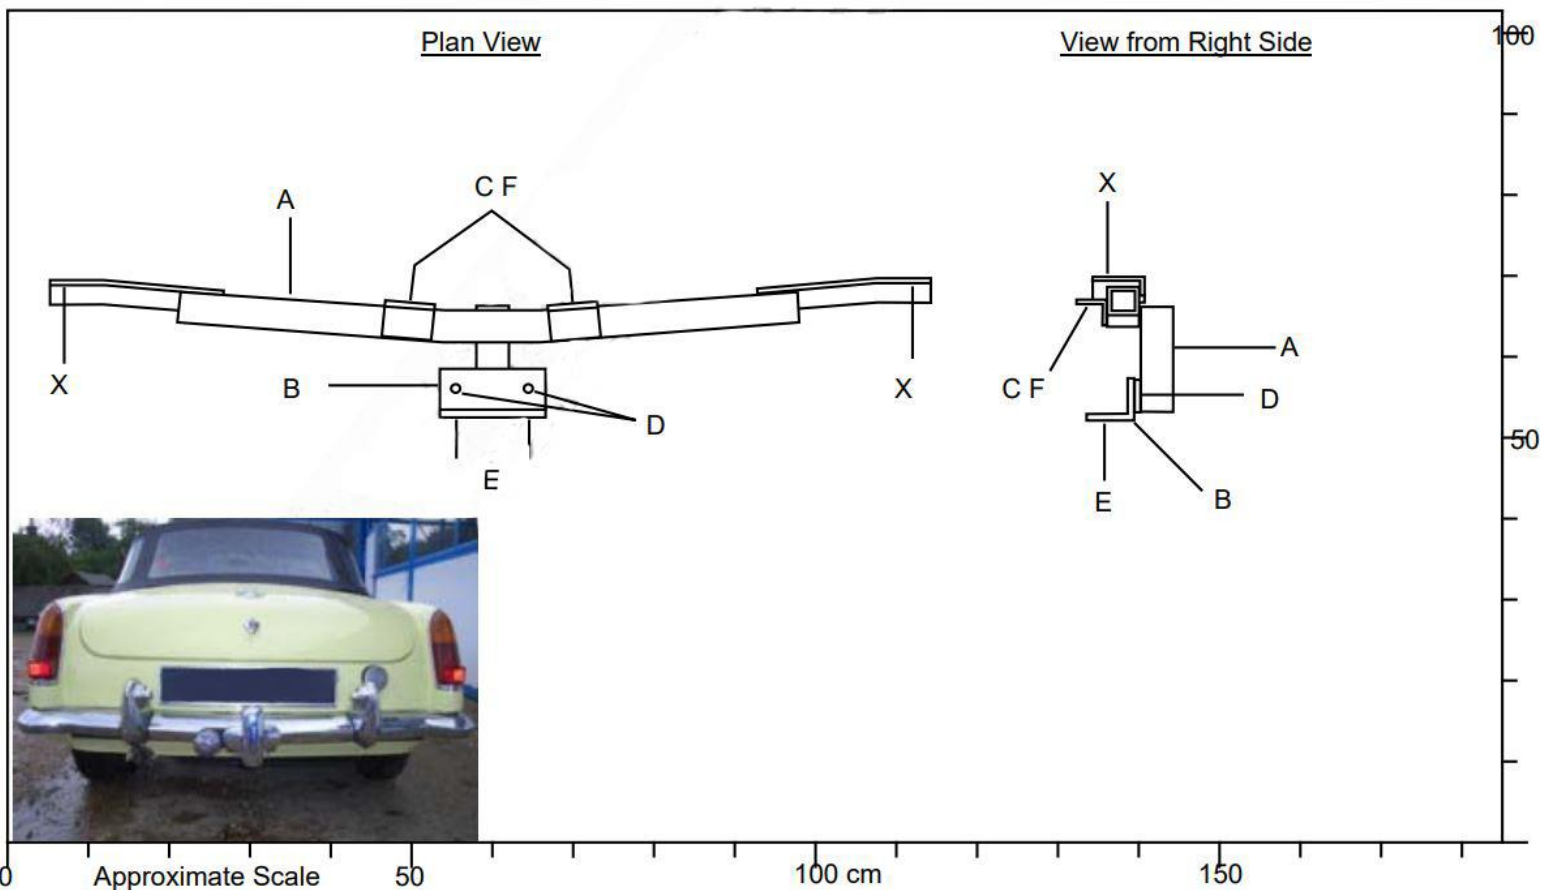 Plan View
View from Right Side
100
X
C F
A
A
X
B
X
C F
D
D
50
E
E
B
0
Approximate Scale
50
100 cm
150